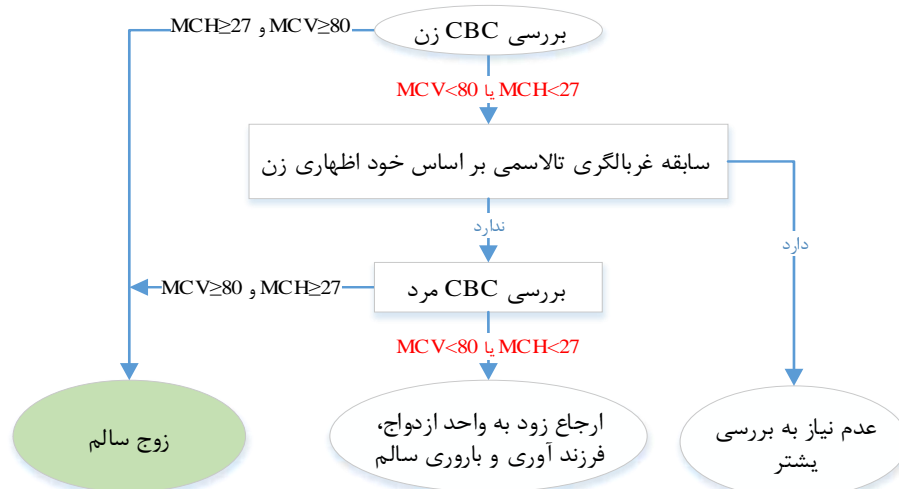 بررسی CBC زن
MCH≥27 و MCV≥80
MCV<80 یا MCH<27
سابقه غربالگری تالاسمی بر اساس خود اظهاری زن
ندارد
دارد
بررسی CBC مرد
MCV≥80 و MCH≥27
MCV<80 یا MCH<27
زوج سالم
ارجاع زود به واحد ازدواج،
فرزند آوری و باروری سالم
عدم نیاز به بررسی
یشتر